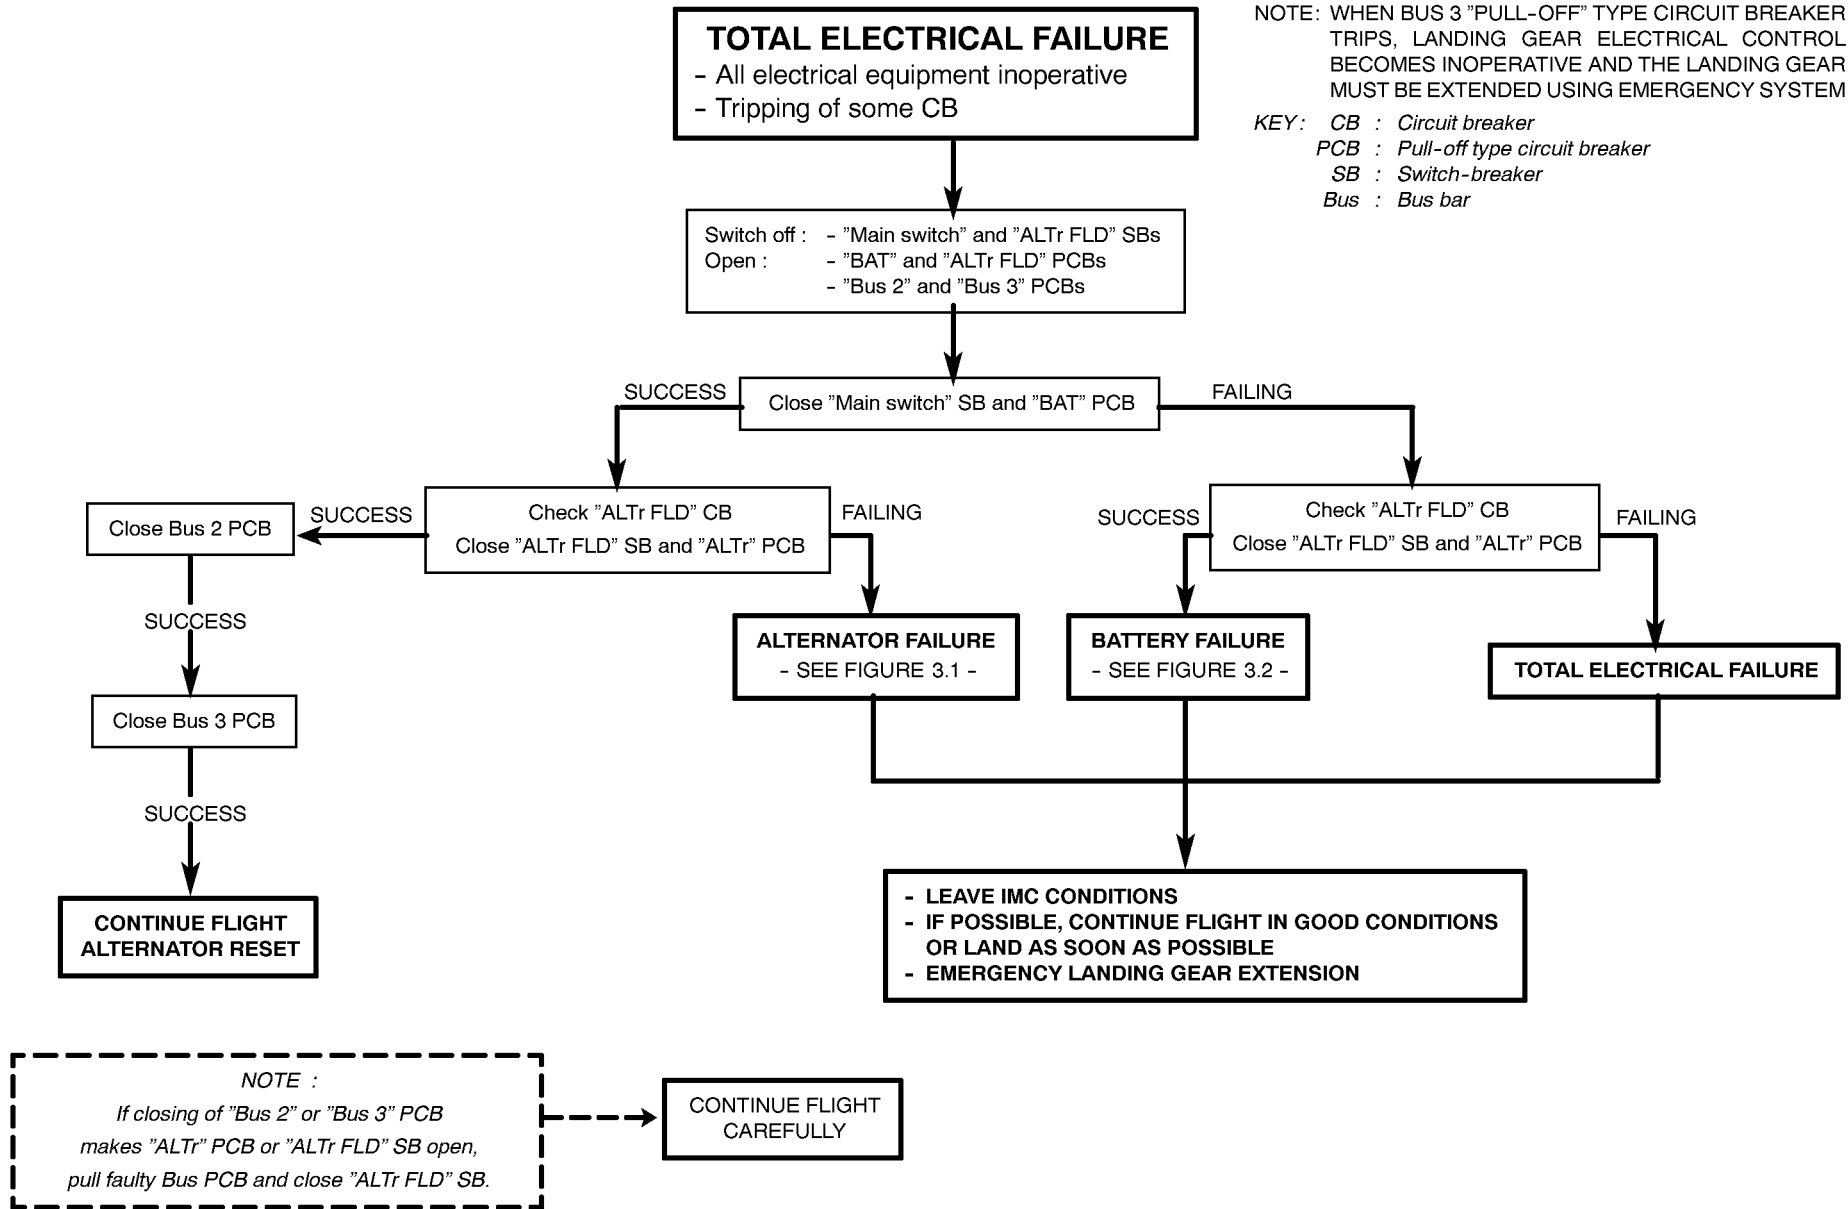 TOTAL ELECTRICAL FAILURE
- All electrical equipment inoperative
- Tripping of some CB
NOTE: WHEN BUS 3 ”PULL-OFF” TYPE CIRCUIT BREAKER
TRIPS, LANDING GEAR ELECTRICAL CONTROL
BECOMES INOPERATIVE AND THE LANDING GEAR
MUST BE EXTENDED USING EMERGENCY SYSTEM
KEY: CB : Circuit breaker
PCB : Pull-off type circuit breaker
SB : Switch-breaker
Bus : Bus bar
Switch off : - ”Main switch” and ”ALTr FLD” SBs
Open : - ”BAT” and ”ALTr FLD” PCBs
- ”Bus 2” and ”Bus 3” PCBs
SUCCESS
Close ”Main switch” SB and ”BAT” PCB
FAILING
Close Bus 2 PCB
SUCCESS
Check ”ALTr FLD” CB
Close ”ALTr FLD” SB and ”ALTr” PCB
FAILING
SUCCESS
Check ”ALTr FLD” CB
Close ”ALTr FLD” SB and ”ALTr” PCB
FAILING
SUCCESS
ALTERNATOR FAILURE
- SEE FIGURE 3.1 -
BATTERY FAILURE
- SEE FIGURE 3.2 -
TOTAL ELECTRICAL FAILURE
Close Bus 3 PCB
SUCCESS
CONTINUE FLIGHT
ALTERNATOR RESET
- LEAVE IMC CONDITIONS
- IF POSSIBLE, CONTINUE FLIGHT IN GOOD CONDITIONS
OR LAND AS SOON AS POSSIBLE
- EMERGENCY LANDING GEAR EXTENSION
NOTE :
If closing of ”Bus 2” or ”Bus 3” PCB
makes ”ALTr” PCB or ”ALTr FLD” SB open,
pull faulty Bus PCB and close ”ALTr FLD” SB.
CONTINUE FLIGHT
CAREFULLY